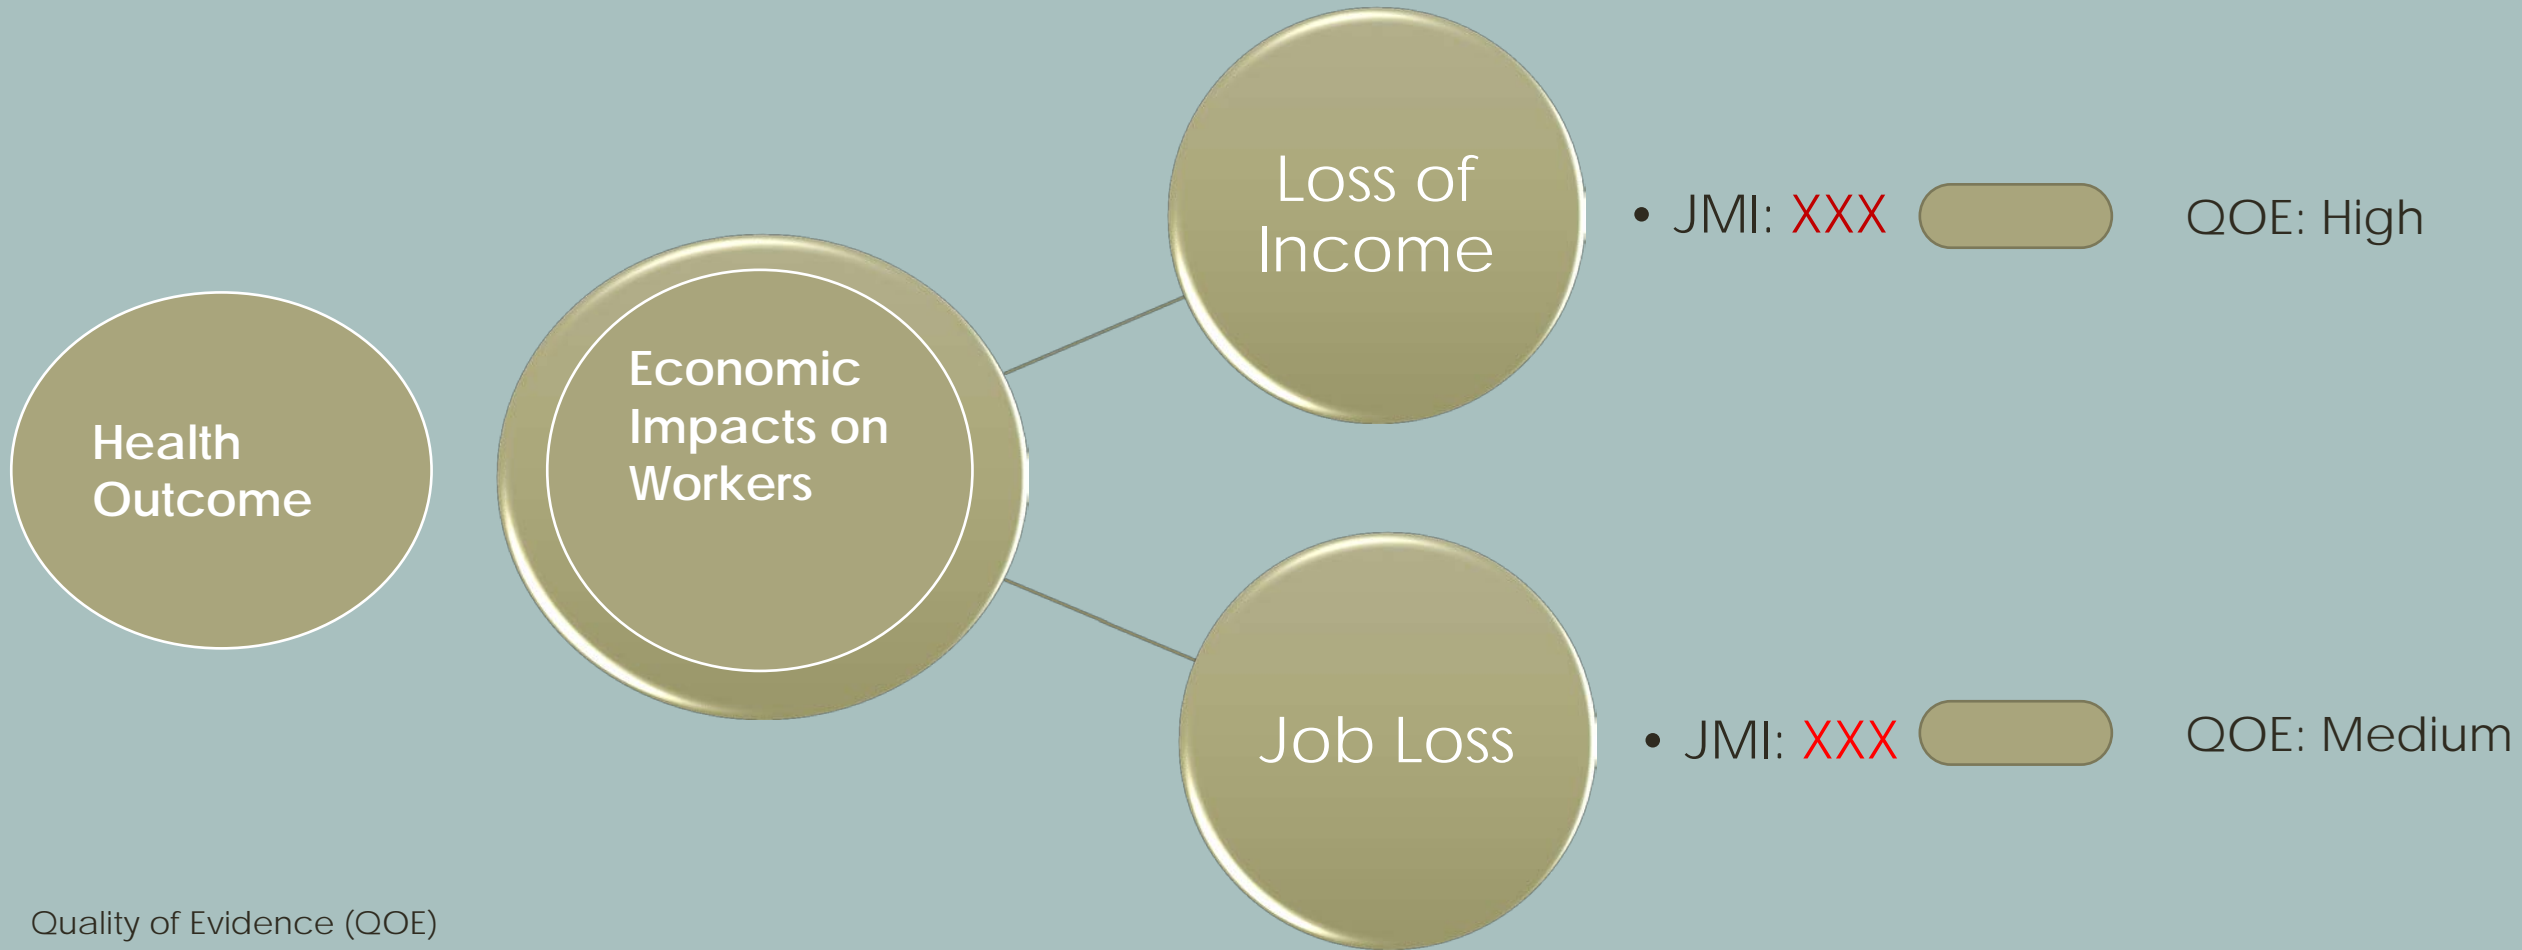 Health
Outcome
Economic
Impacts on
Workers
Loss of
Income
• JMI: XXX
QOE: High
Job Loss
• JMI: XXX
QOE: Medium
Quality of Evidence (QOE)